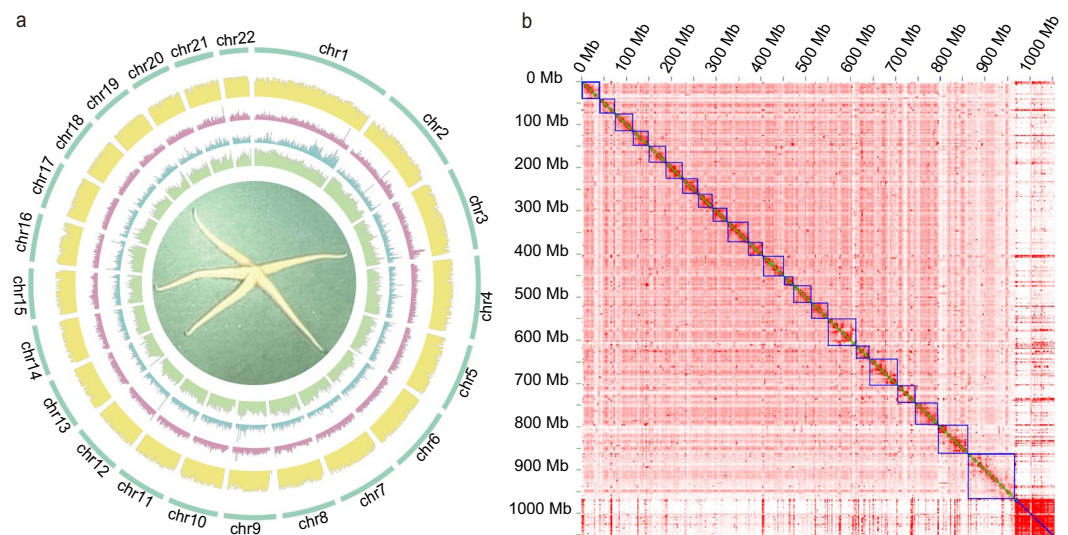 a
chr1
chr2
chr3
chr4
chr5
chr6
chr7
chr8
chr9
chr10
chr11
chr12
chr13
chr14
chr15
chr16
chr17
chr18
chr19
chr20
chr21
chr22
b
0 Mb
100 Mb
200 Mb
300 Mb
400 Mb
500 Mb
600 Mb
700 Mb
800 Mb
900 Mb
1000 Mb
0 Mb
100 Mb
200 Mb
300 Mb
400 Mb
500 Mb
600 Mb
700 Mb
800 Mb
900 Mb
1000 Mb